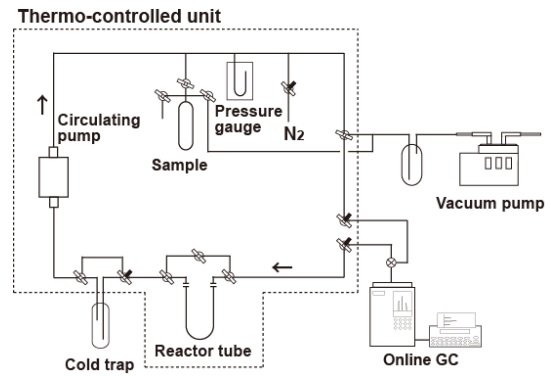 Thermo-controlled unit
Circulating
pump
Pressure
gauge
N2
Sample
Vacuum pump
Cold trap
Reactor tube
Online GC